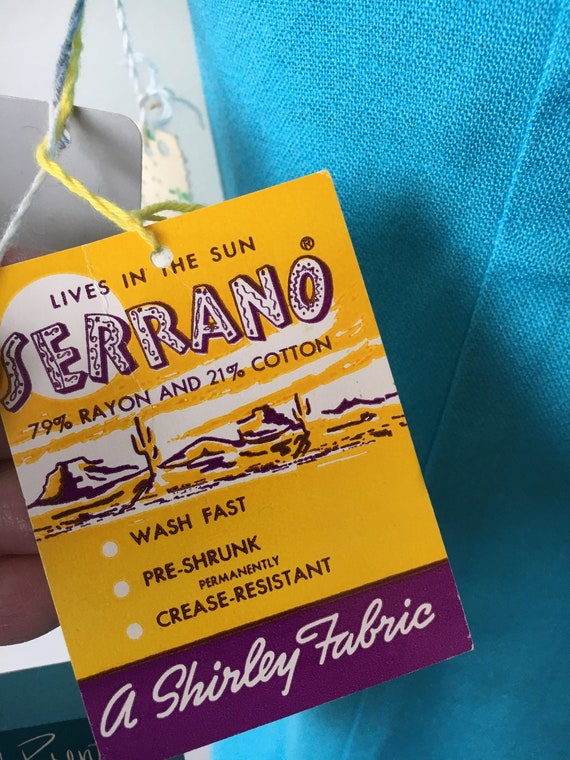 LIVES IN THE SUN
SERRANO®
79% RAYON AND 21% COTTON
WASH FAST
PRE-SHRUNK
PERMANENTLY
CREASE-RESISTANT
A Shirley Fabric